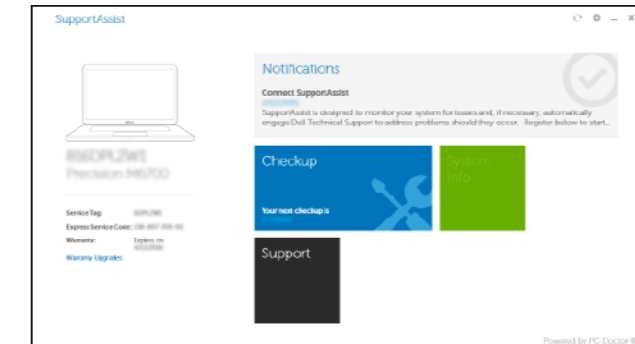 SupportAssist
Notifications
Connect SupportAssist
SupportAssist is designed to monitor your system for issues and, if necessary, automatically
engage Dell Technical Support to address problems should they occur. Register below to start...
Precision M6700
Checkup
System
Info
Your next checkup is
Service Tag:
Express Service Code:
Warranty:
Expires on
Warranty Upgrades
Support
Powered by PC-Doctor ®